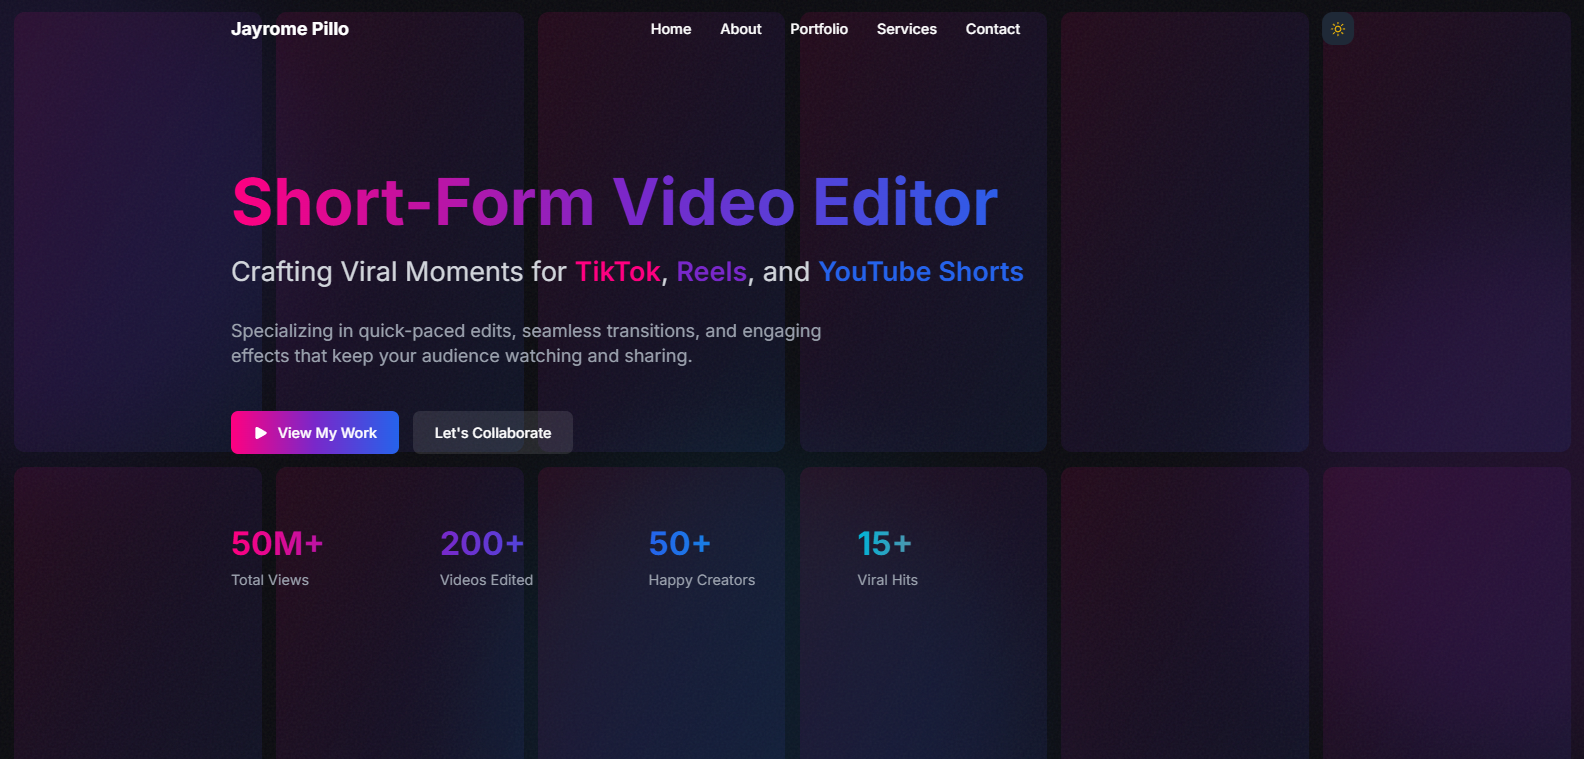 Jayrome Pillo
Home About Portfolio Services Contact
Short-Form Video Editor
Crafting Viral Moments for TikTok, Reels, and YouTube Shorts
Specializing in quick-paced edits, seamless transitions, and engaging
effects that keep your audience watching and sharing.
View My Work
Let's Collaborate
50M+
Total Views
200+
Videos Edited
50+
Happy Creators
15+
Viral Hits